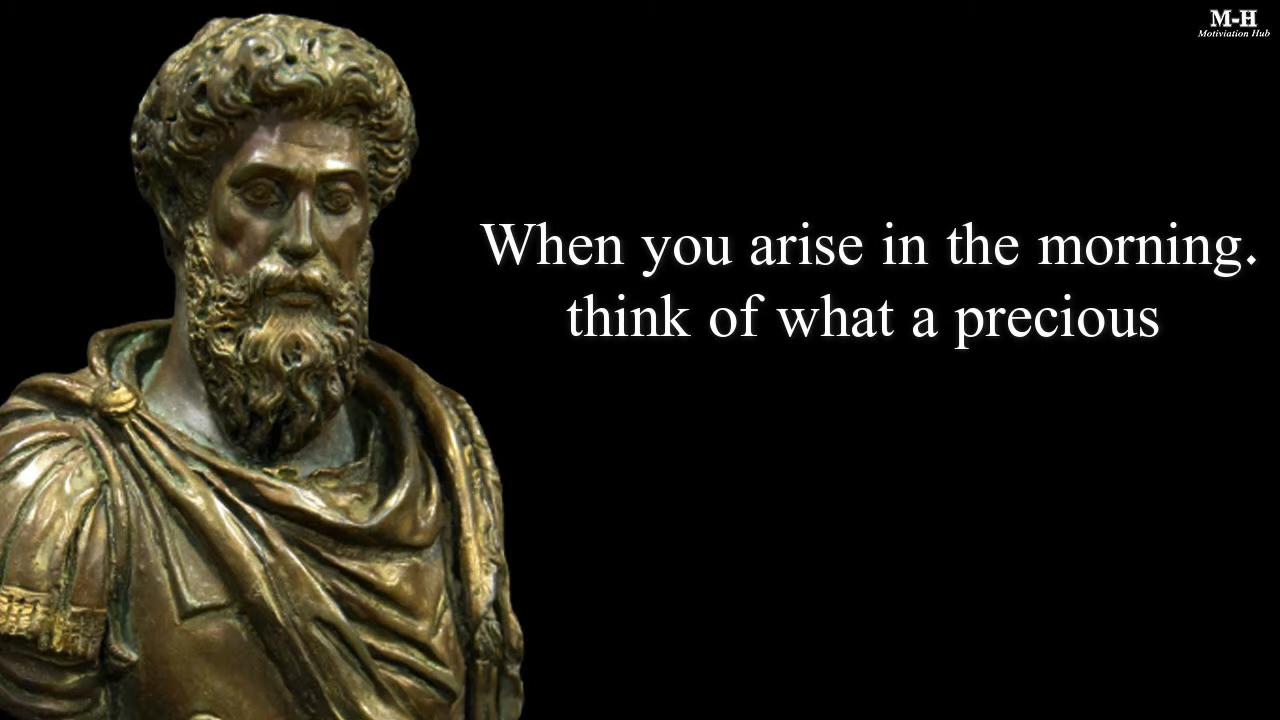 M-H
Motiviation Hub
When you arise in the morning.
think of what a precious